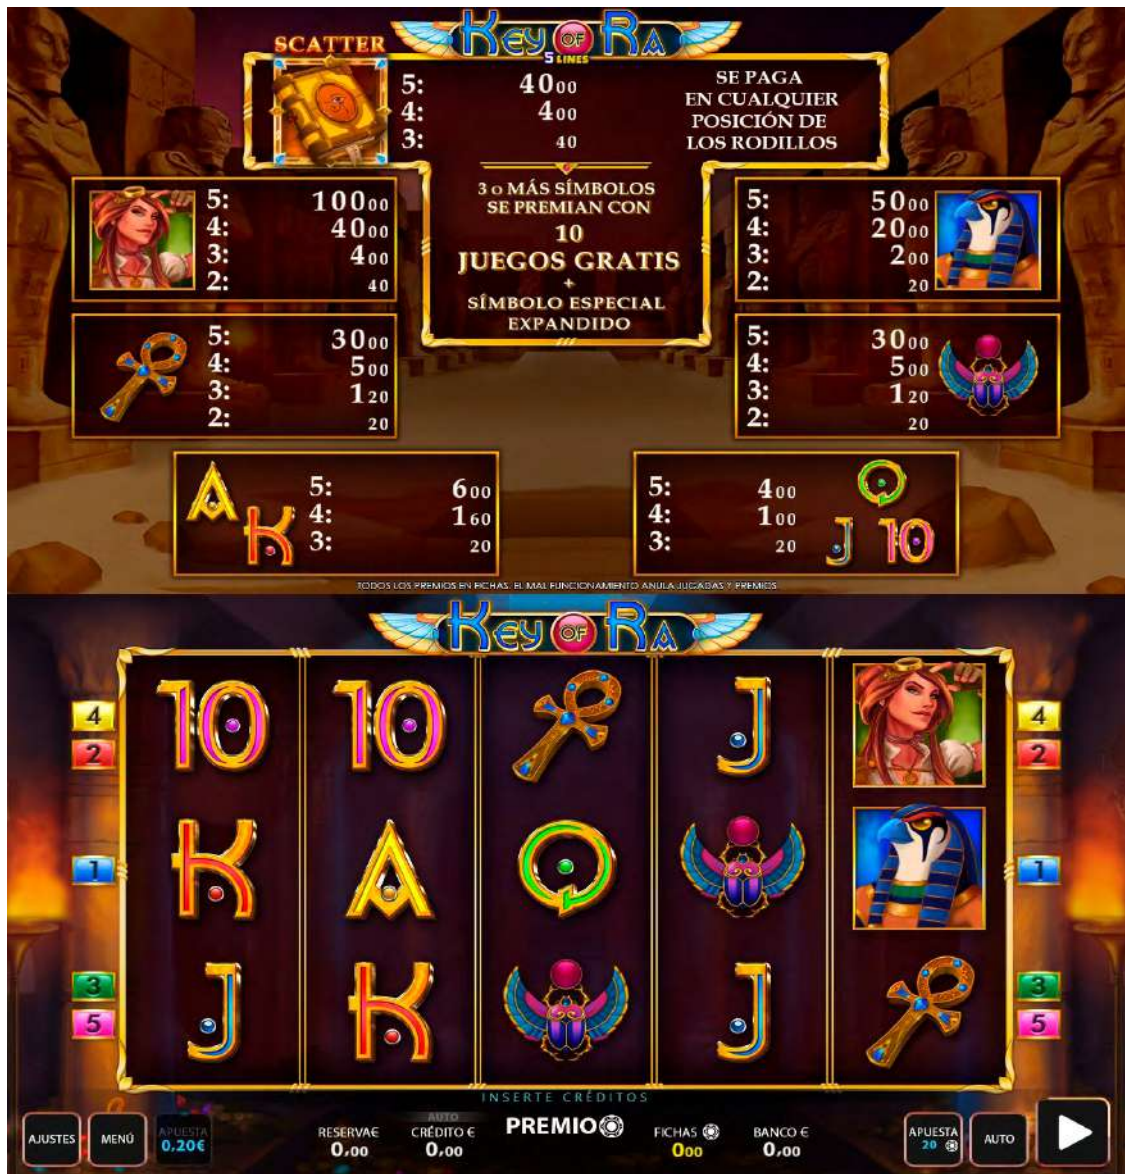 KEY OF RA
5 LINES
SCATTER
5: 4000
4: 400
3: 40
SE PAGA
EN CUALQUIER
POSICIÓN DE
LOS RODILLOS
3 o MÁS SÍMBOLOS
SE PREMIAN CON
10
JUEGOS GRATIS
+
SÍMBOLO ESPECIAL
EXPANDIDO
5: 10000
4: 4000
3: 400
2: 40
5: 5000
4: 2000
3: 200
2: 20
5: 3000
4: 500
3: 120
2: 20
5: 3000
4: 500
3: 120
2: 20
A
K
5: 600
4: 160
3: 20
5: 400
4: 100
3: 20
Q
J 10
TODOS LOS PREMIOS EN FICHAS. EL MAL FUNCIONAMIENTO ANULA JUGADAS Y PREMIOS
KEY OF RA
10 10 J
4 4
2 2
K A Q
1 1
J K J
3 3
5 5
INSERTE CRÉDITOS
AJUSTES
MENÚ
APUESTA
0,20€
RESERVA€
0,00
AUTO
CRÉDITO €
0,00
PREMIO
FICHAS
000
BANCO €
0,00
APUESTA
20
AUTO